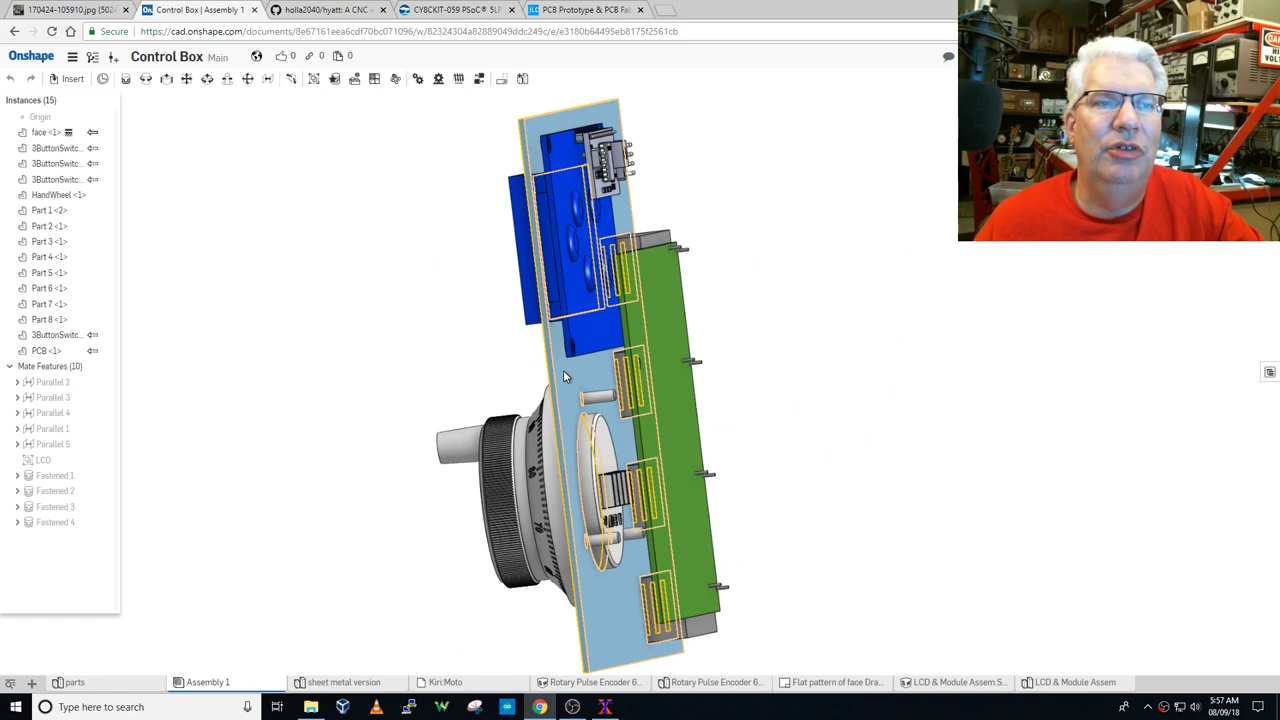 170424-105910.jpg (502
Control Box | Assembly 1
holla2040/hyatt: A CNC v
CY8CKIT-059 PSoC® 5LP
PCB Prototype & PCB Fab
Secure
https://cad.onshape.com/documents/8e67161eea6cdf70bc071096/w/82324304a82889049ddc249c/e/e3180b64495eb8175f2561cb
Onshape
Control Box Main
0
0
0
Insert
Instances (15)
Origin
face <1>
3ButtonSwitc...
3ButtonSwitc...
3ButtonSwitc...
HandWheel <1>
Part 1 <2>
Part 2 <1>
Part 3 <1>
Part 4 <1>
Part 5 <1>
Part 6 <1>
Part 7 <1>
Part 8 <1>
3ButtonSwitc...
PCB <1>
Mate Features (10)
Parallel 2
Parallel 3
Parallel 4
Parallel 1
Parallel 5
LCD
Fastened 1
Fastened 2
Fastened 3
Fastened 4
parts
Assembly 1
sheet metal version
Kiri:Moto
Rotary Pulse Encoder 6...
Rotary Pulse Encoder 6...
Flat pattern of face Dra...
LCD & Module Assem.S...
LCD & Module Assem
Type here to search
5:57 AM
08/09/18